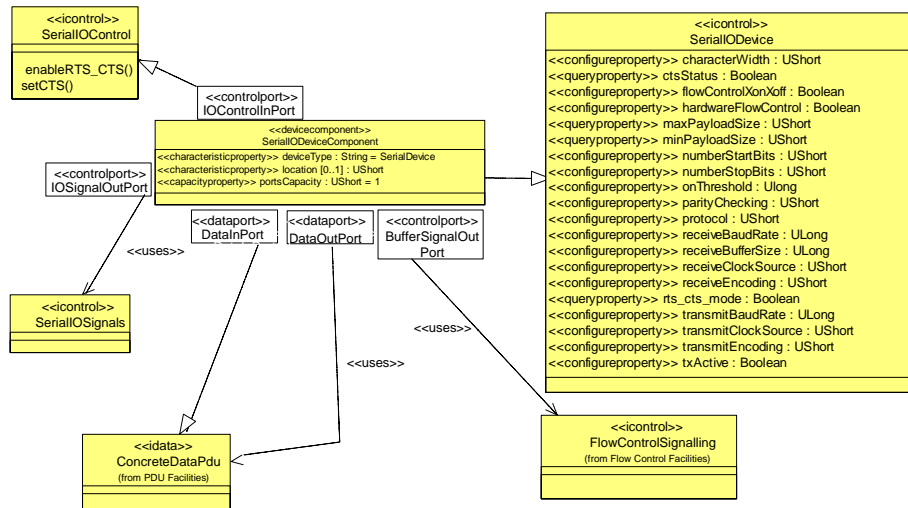 <<icontrol>>
SerialIOControl
enableRTS_CTS()
setCTS()
<<controlport>>
IOControlInPort
<<devicecomponent>>
SerialIODeviceComponent
<<characteristicproperty>> deviceType : String = SerialDevice
<<characteristicproperty>> location [0..1] : UShort
<<capacityproperty>> portsCapacity : UShort = 1
<<controlport>>
IOSignalOutPort
<<dataport>>
DataInPort
<<dataport>>
DataOutPort
<<controlport>>
BufferSignalOut
Port
<<uses>>
<<icontrol>>
SerialIOSignals
<<uses>>
<<uses>>
<<idata>>
ConcreteDataPdu
(from PDU Facilities)
<<icontrol>>
FlowControlSignalling
(from Flow Control Facilities)
<<icontrol>>
SerialIODevice
<<configureproperty>> characterWidth : UShort
<<queryproperty>> ctsStatus : Boolean
<<configureproperty>> flowControlXonXoff : Boolean
<<configureproperty>> hardwareFlowControl : Boolean
<<queryproperty>> maxPayloadSize : UShort
<<queryproperty>> minPayloadSize : UShort
<<configureproperty>> numberStartBits : UShort
<<configureproperty>> numberStopBits : UShort
<<configureproperty>> onThreshold : Ulong
<<configureproperty>> parityChecking : UShort
<<configureproperty>> protocol : UShort
<<configureproperty>> receiveBaudRate : ULong
<<configureproperty>> receiveBufferSize : ULong
<<configureproperty>> receiveClockSource : UShort
<<configureproperty>> receiveEncoding : UShort
<<queryproperty>> rts_cts_mode : Boolean
<<configureproperty>> transmitBaudRate : ULong
<<configureproperty>> transmitClockSource : UShort
<<configureproperty>> transmitEncoding : UShort
<<configureproperty>> txActive : Boolean